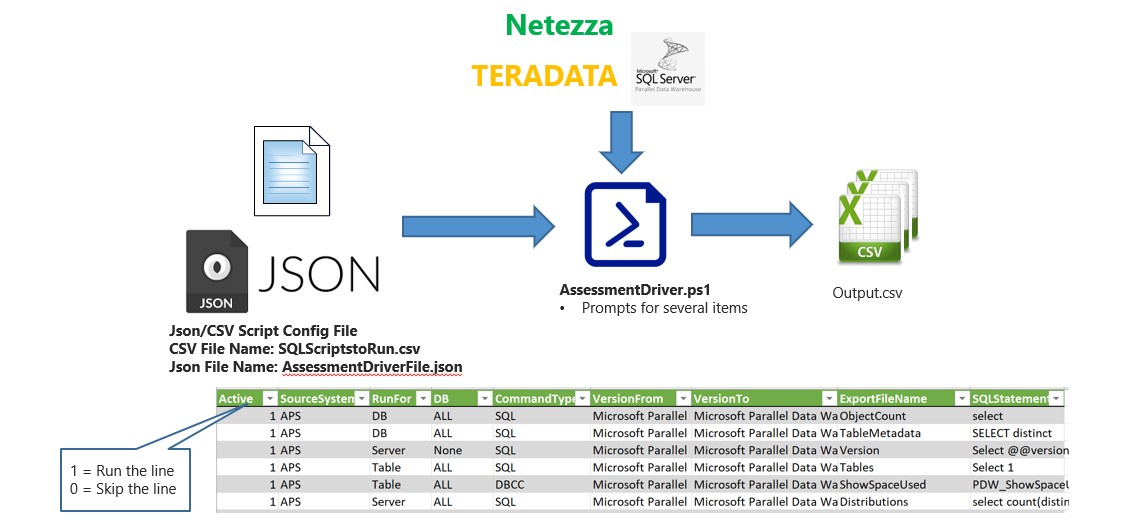 Netezza
TERADATA
Microsoft
SQL Server
Parallel Data Warehouse
JSON
JSON
CSV
AssessmentDriver.ps1
• Prompts for several items
Output.csv
Json/CSV Script Config File
CSV File Name: SQLScriptstoRun.csv
Json File Name: AssessmentDriverFile.json
Active SourceSystem RunFor DB CommandType VersionFrom VersionTo ExportFileName SQLStatement
1 APS DB ALL SQL Microsoft Parallel Microsoft Parallel Data Wa ObjectCount select
1 APS DB ALL SQL Microsoft Parallel Microsoft Parallel Data Wa TableMetadata SELECT distinct
1 APS Server None SQL Microsoft Parallel Microsoft Parallel Data Wa Version Select @@version
1 APS Table ALL SQL Microsoft Parallel Microsoft Parallel Data Wa Tables Select 1
1 APS Table ALL DBCC Microsoft Parallel Microsoft Parallel Data Wa ShowSpaceUsed PDW_ShowSpaceU
1 APS Server ALL SQL Microsoft Parallel Microsoft Parallel Data Wa Distributions select count(distin
1 = Run the line
0 = Skip the line